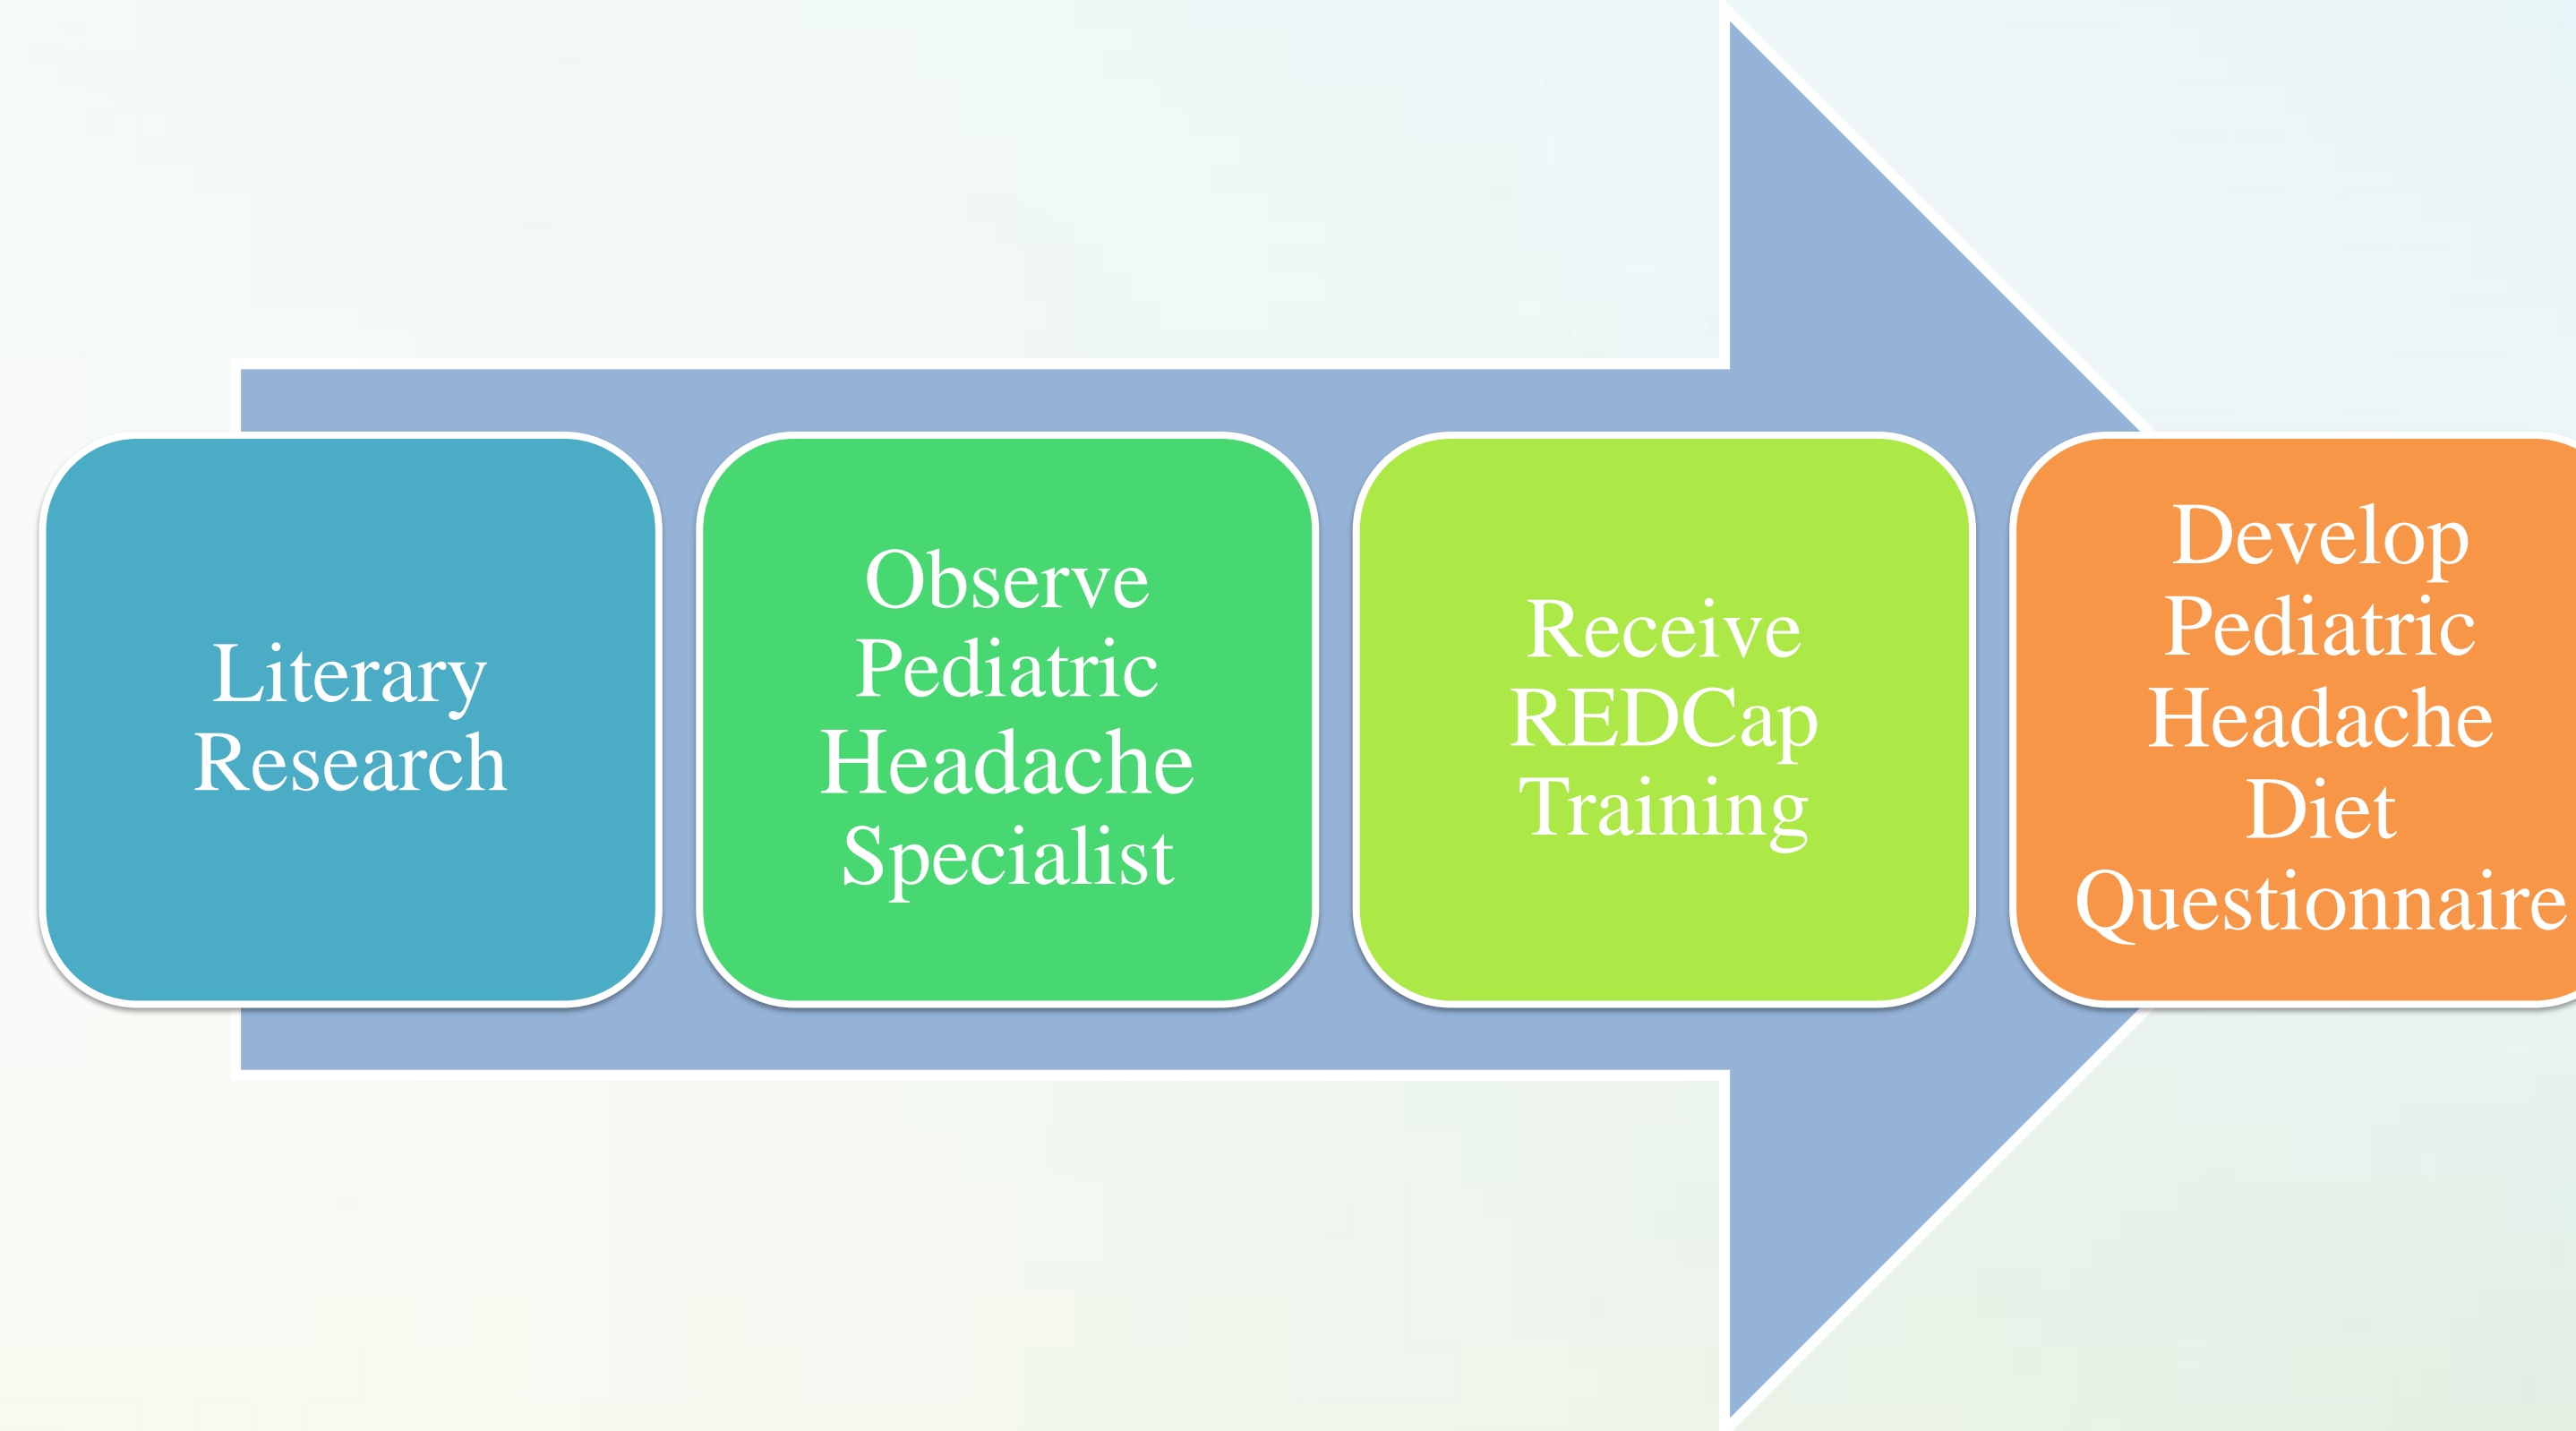 Literary
Research
Observe
Pediatric
Headache
Specialist
Receive
REDCap
Training
Develop
Pediatric
Headache
Diet
Questionnaire